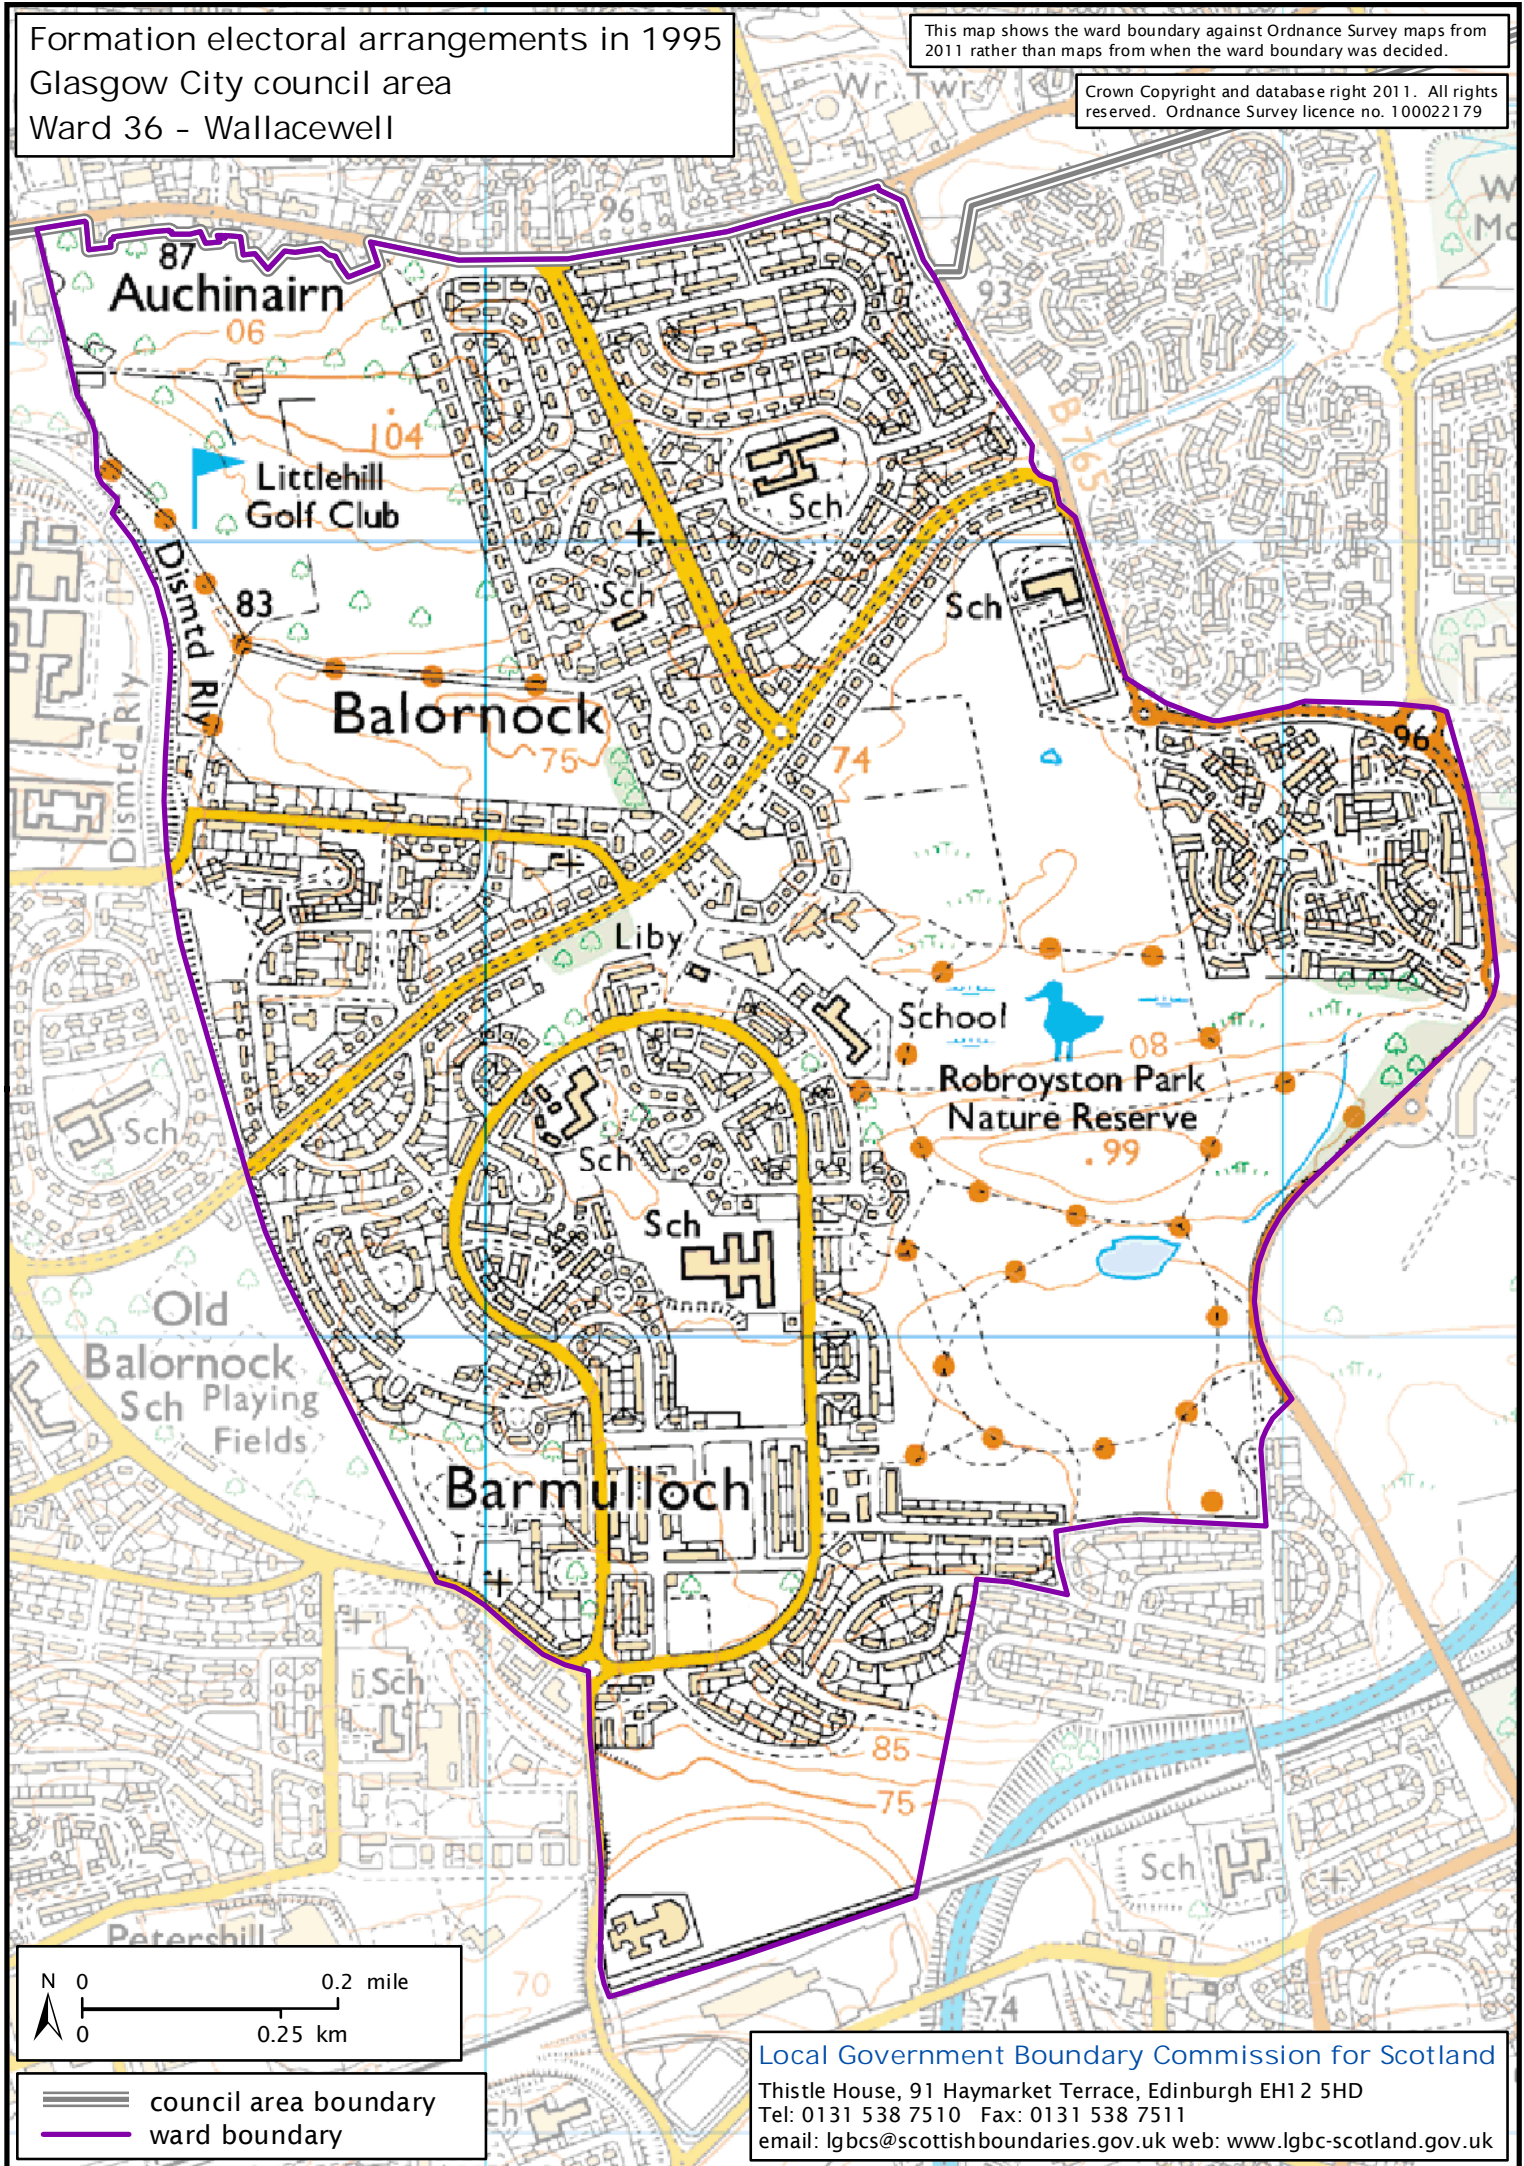 Formation electoral arrangements in 1995
Glasgow City council area
Ward 36 - Wallacewell
This map shows the ward boundary against Ordnance Survey maps from
2011 rather than maps from when the ward boundary was decided.
Crown Copyright and database right 2011. All rights
reserved. Ordnance Survey licence no. 100022179
Wr Twr
96
W
87
Auchinairn
06
93
104
B 765
Littlehill
Golf Club
Sch
Dismtd Rly
83
Sch
Sch
Balornock
75
74
96
Dismtd Rly
Liby
School
08
Robroyston Park
Nature Reserve
.99
Sch
Sch
Sch
Old
Balornock
Sch Playing
Fields
Barmulloch
Sch
85
75
Sch
Petershill
70
74
N 0 0.2 mile
0 0.25 km
council area boundary
ward boundary
Local Government Boundary Commission for Scotland
Thistle House, 91 Haymarket Terrace, Edinburgh EH12 5HD
Tel: 0131 538 7510 Fax: 0131 538 7511
email: lgbcs@scottishboundaries.gov.uk web: www.lgbc-scotland.gov.uk